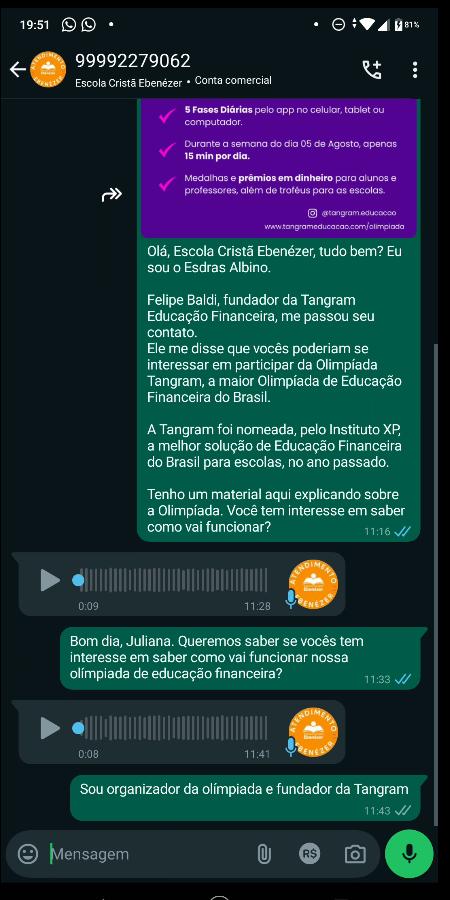 19:51
81%
99992279062
Escola Cristã Ebenézer • Conta comercial
5 Fases Diárias pelo app no celular, tablet ou
computador.
Durante a semana do dia 05 de Agosto, apenas
15 min por dia.
Medalhas e prêmios em dinheiro para alunos e
professores, além de troféus para as escolas.
@tangram.educacao
www.tangrameducacao.com/olimpiada
Olá, Escola Cristã Ebenézer, tudo bem? Eu
sou o Esdras Albino.
Felipe Baldi, fundador da Tangram
Educação Financeira, me passou seu
contato.
Ele me disse que vocês poderiam se
interessar em participar da Olimpíada
Tangram, a maior Olimpíada de Educação
Financeira do Brasil.
A Tangram foi nomeada, pelo Instituto XP,
a melhor solução de Educação Financeira
do Brasil para escolas, no ano passado.
Tenho um material aqui explicando sobre
a Olimpíada. Você tem interesse em saber
como vai funcionar?
11:16
ATENDIMENTO
EBENÉZER
0:09
11:28
Bom dia, Juliana. Queremos saber se vocês tem
interesse em saber como vai funcionar nossa
olímpiada de educação financeira?
11:33
ATENDIMENTO
EBENÉZER
0:08
11:41
Sou organizador da olímpiada e fundador da Tangram
11:43
Mensagem
R$